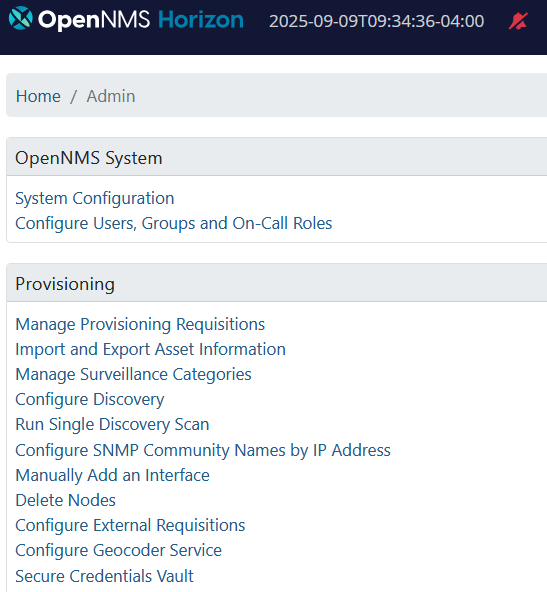 OpenNMS Horizon 2025-09-09T09:34:36-04:00
Home / Admin
OpenNMS System
System Configuration
Configure Users, Groups and On-Call Roles
Provisioning
Manage Provisioning Requisitions
Import and Export Asset Information
Manage Surveillance Categories
Configure Discovery
Run Single Discovery Scan
Configure SNMP Community Names by IP Address
Manually Add an Interface
Delete Nodes
Configure External Requisitions
Configure Geocoder Service
Secure Credentials Vault